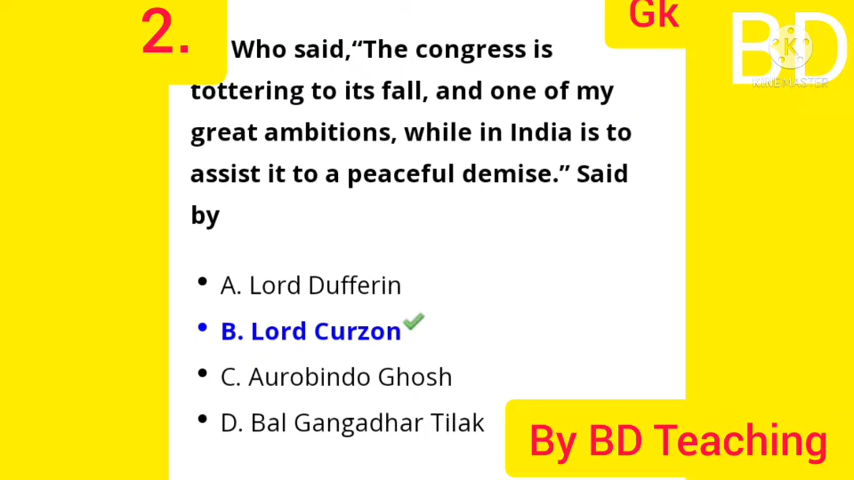 2.
Gk
BD
K
KINEMASTER
Who said,“The congress is
tottering to its fall, and one of my
great ambitions, while in India is to
assist it to a peaceful demise.” Said
by
• A. Lord Dufferin
• B. Lord Curzon
• C. Aurobindo Ghosh
• D. Bal Gangadhar Tilak
By BD Teaching